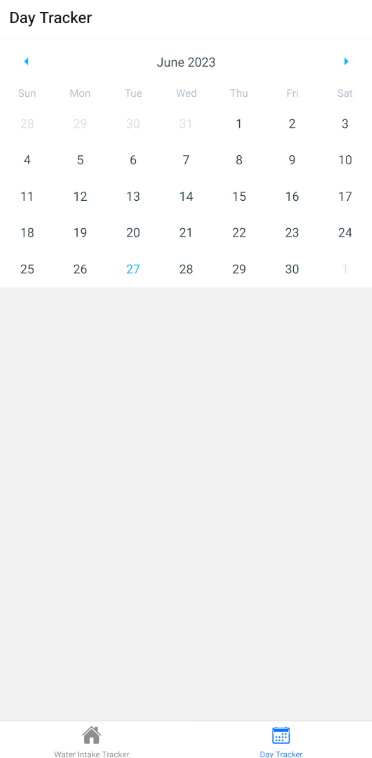 Day Tracker
June 2023
Sun Mon Tue Wed Thu Fri Sat
28 29 30 31 1 2 3
4 5 6 7 8 9 10
11 12 13 14 15 16 17
18 19 20 21 22 23 24
25 26 27 28 29 30 1
Water Intake Tracker Day Tracker